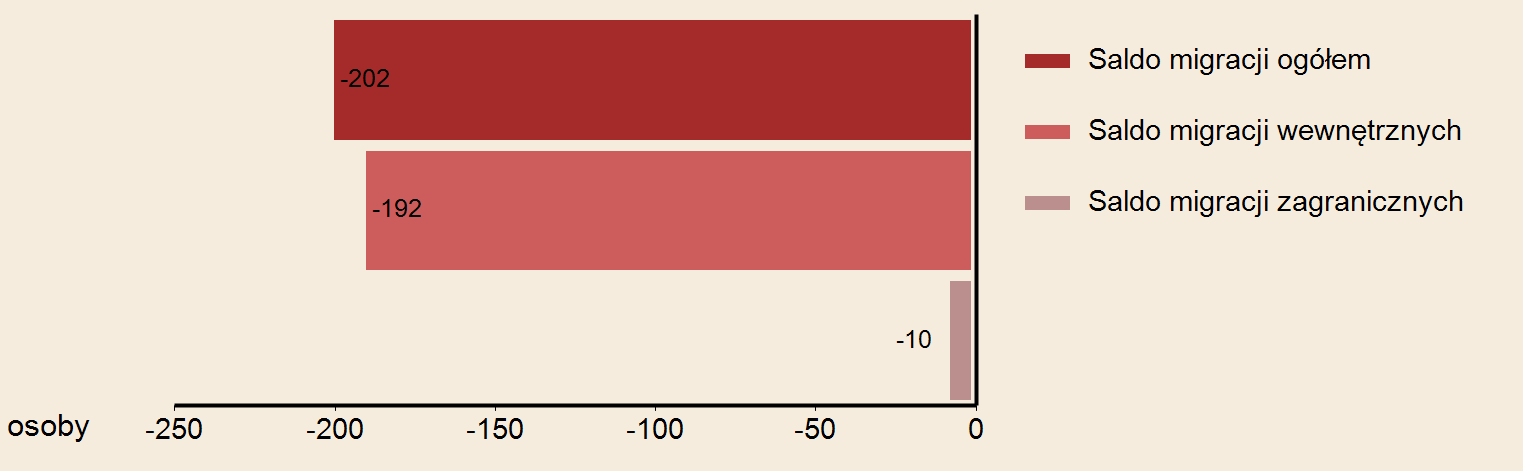 -202
Saldo migracji ogółem
Saldo migracji wewnętrznych
-192
Saldo migracji zagranicznych
-10
osoby -250 -200 -150 -100 -50 0